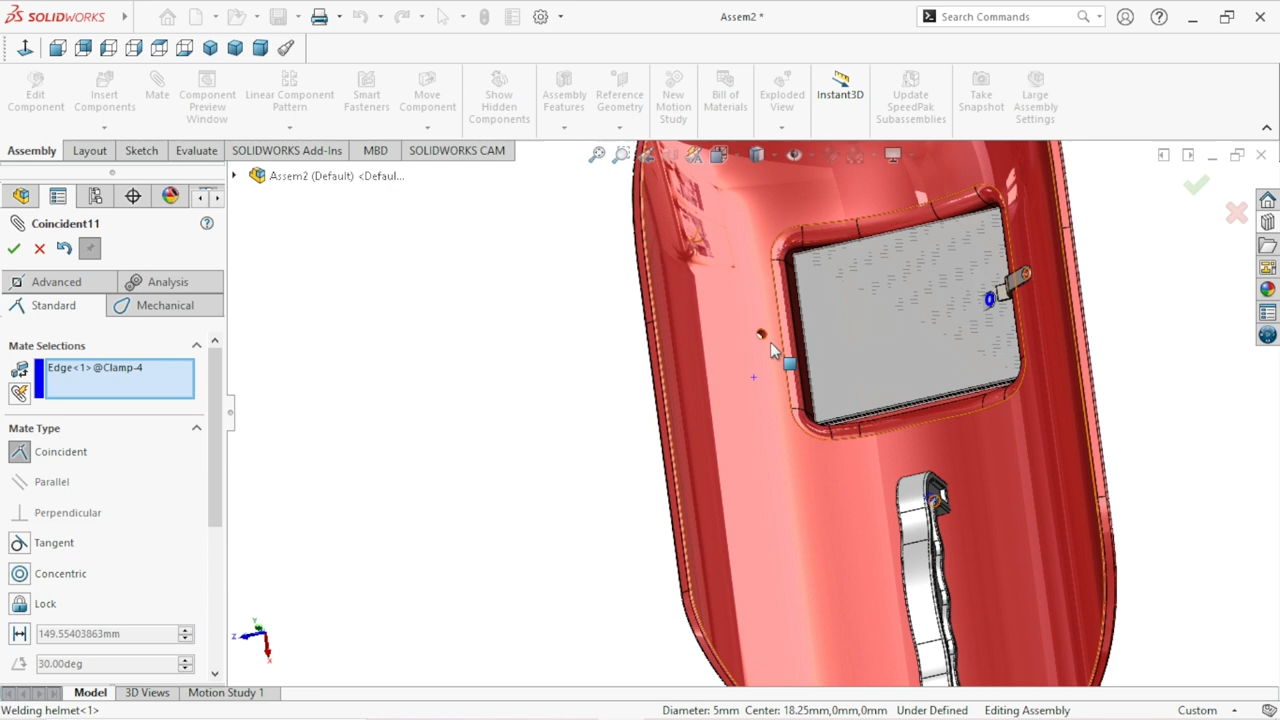 SOLIDWORKS
Assem2 *
Search Commands
Edit Component
Insert Components
Mate
Component Preview Window
Linear Component Pattern
Smart Fasteners
Move Component
Show Hidden Components
Assembly Features
Reference Geometry
New Motion Study
Bill of Materials
Exploded View
Instant3D
Update SpeedPak Subassemblies
Take Snapshot
Large Assembly Settings
Assembly
Layout
Sketch
Evaluate
SOLIDWORKS Add-Ins
MBD
SOLIDWORKS CAM
Assem2 (Default) <Defaul...
Coincident11
Advanced
Analysis
Standard
Mechanical
Mate Selections
Edge<1>@Clamp-4
Mate Type
Coincident
Parallel
Perpendicular
Tangent
Concentric
Lock
149.55403863mm
30.00deg
Y
Z
X
Model
3D Views
Motion Study 1
Welding helmet<1>
Diameter: 5mm Center: 18.25mm,0mm,0mm
Under Defined
Editing Assembly
Custom